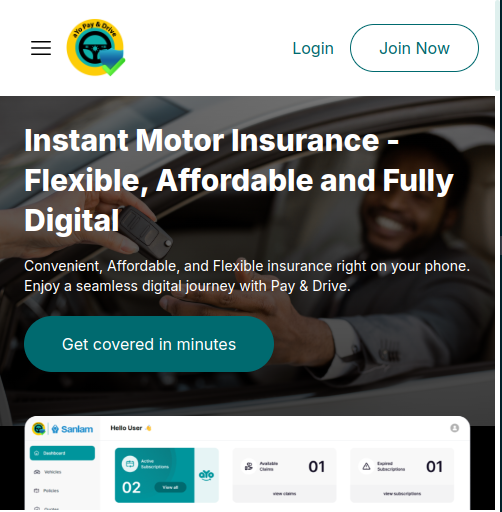 aYo Pay & Drive
Login
Join Now
Instant Motor Insurance -
Flexible, Affordable and Fully
Digital
Convenient, Affordable, and Flexible insurance right on your phone.
Enjoy a seamless digital journey with Pay & Drive.
Get covered in minutes
Sanlam
Hello User 👋
Dashboard
Vehicles
Policies
Quotes
Active
Subscriptions
02
View all
aYo
Available
Claims
01
view claims
Expired
Subscriptions
01
view subscriptions